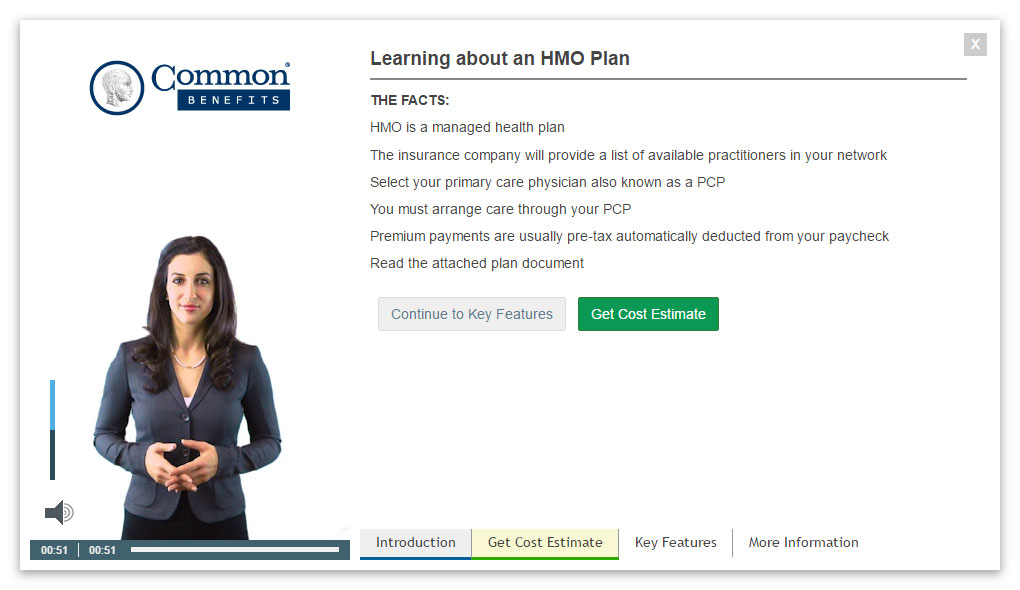 Common®
BENEFITS
X
Learning about an HMO Plan
THE FACTS:
HMO is a managed health plan
The insurance company will provide a list of available practitioners in your network
Select your primary care physician also known as a PCP
You must arrange care through your PCP
Premium payments are usually pre-tax automatically deducted from your paycheck
Read the attached plan document
Continue to Key Features
Get Cost Estimate
00:51 00:51
Introduction Get Cost Estimate Key Features More Information